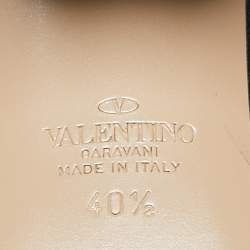 V
VALENTINO
GARAVANI
MADE IN ITALY
40½